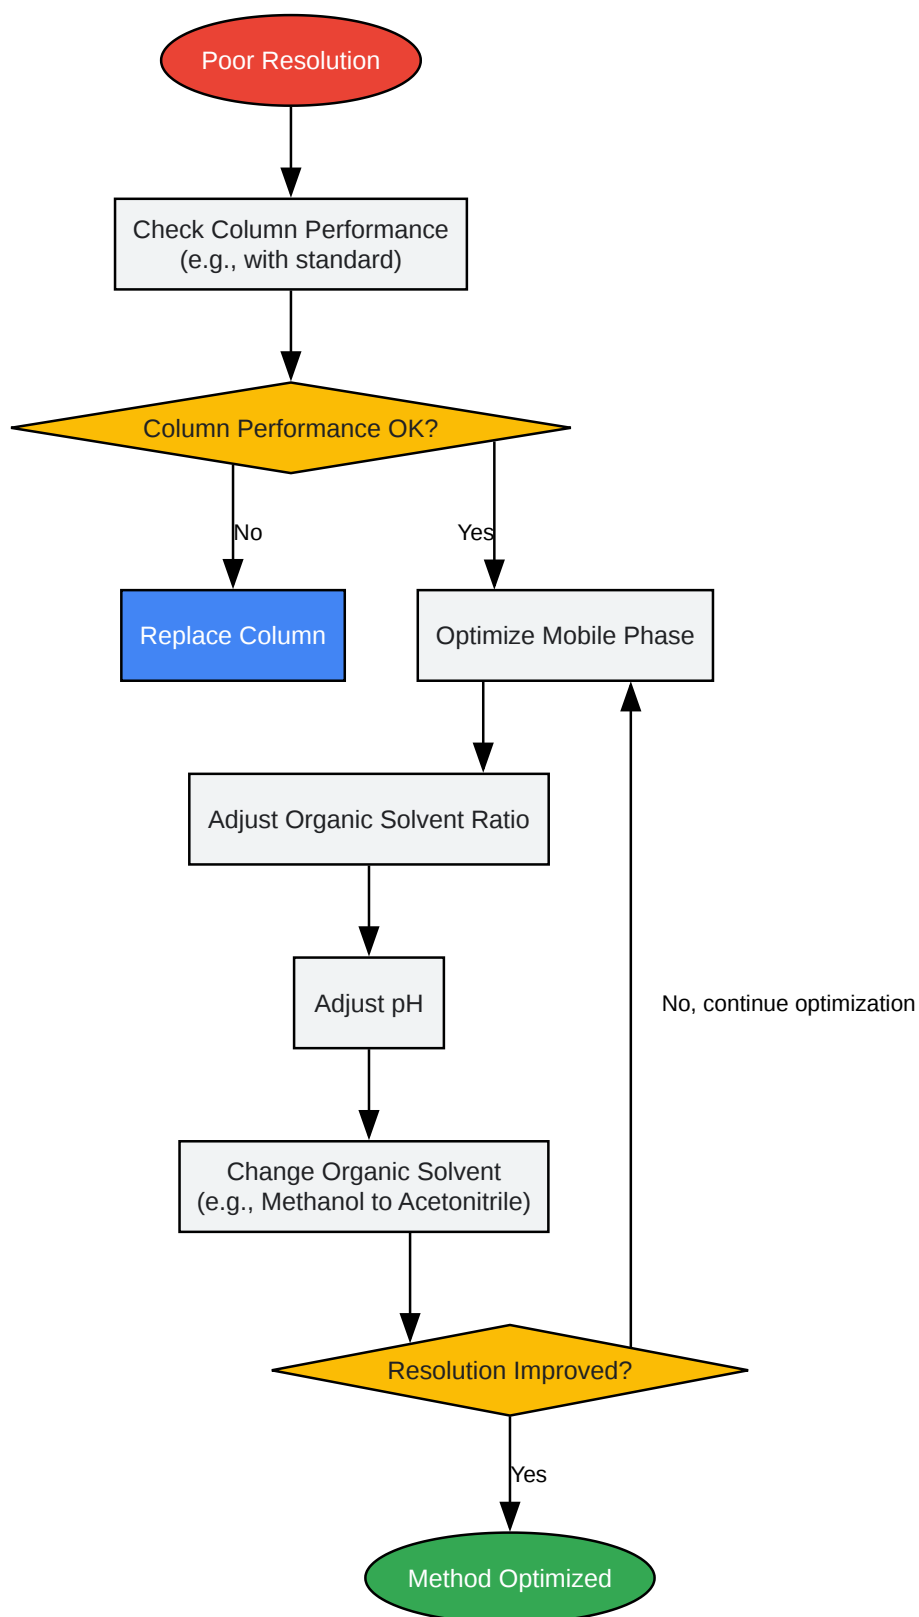 Poor Resolution
Check Column Performance
(e.g., with standard)
Column Performance OK?
No
Yes
Replace Column
Optimize Mobile Phase
Adjust Organic Solvent Ratio
Adjust pH
No, continue optimization
Change Organic Solvent
(e.g., Methanol to Acetonitrile)
Resolution Improved?
Yes
Method Optimized